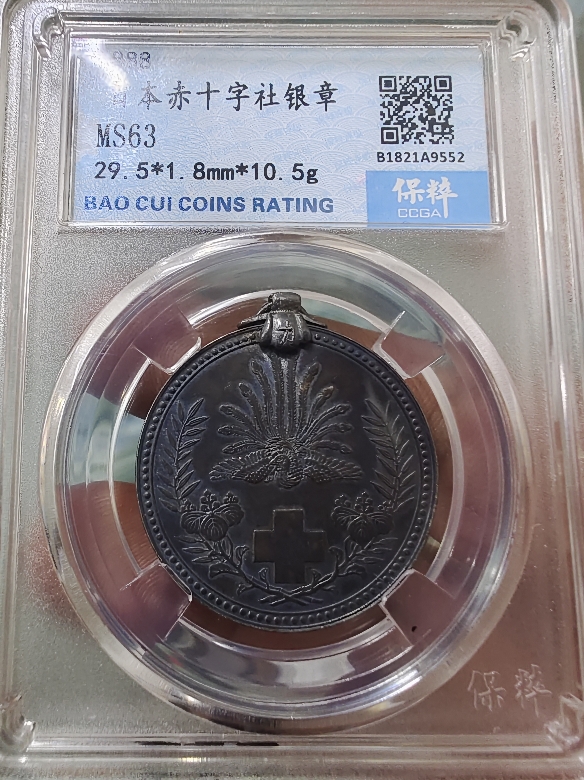 日本赤十字社银章
MS63
29.5*1.8mm*10.5g
B1821A9552
BAO CUI COINS RATING
保粹
CCGA
保粹